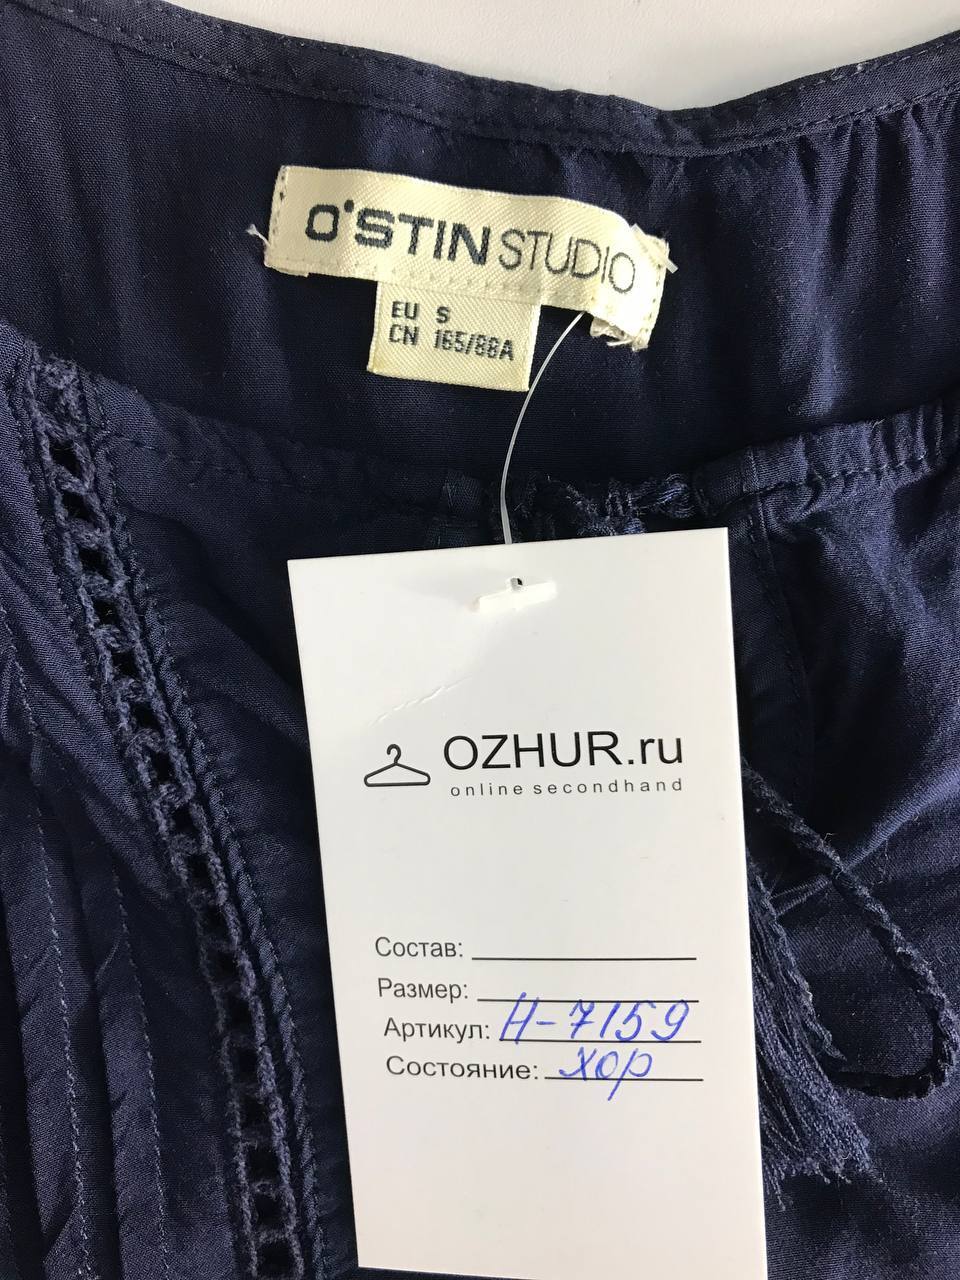 O'STIN STUDIO
EU S
CN 165/88A
OZHUR.ru
online secondhand
Состав:
Размер:
Артикул: Н-7159
Состояние: хор